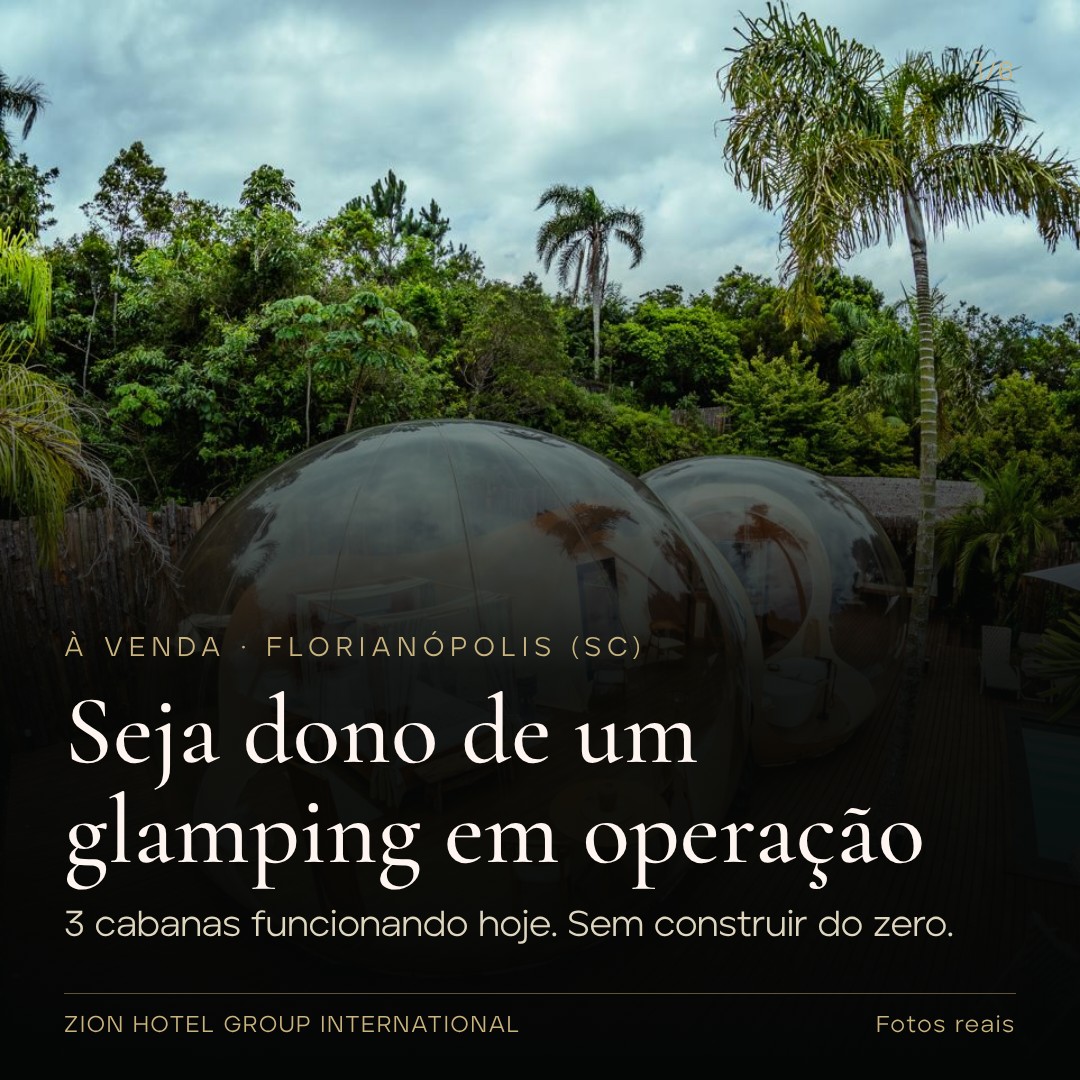 À VENDA · FLORIANÓPOLIS (SC)
Seja dono de um
glamping em operação
3 cabanas funcionando hoje. Sem construir do zero.
ZION HOTEL GROUP INTERNATIONAL
Fotos reais